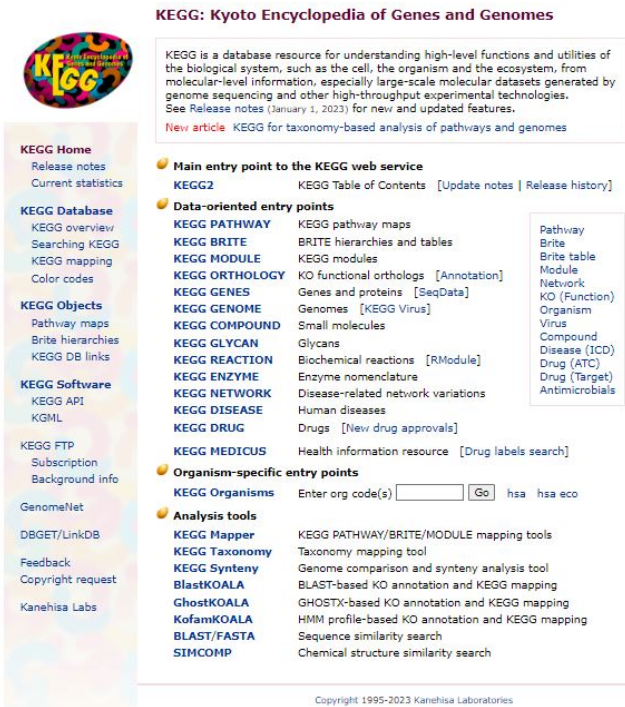 KEGG: Kyoto Encyclopedia of Genes and Genomes
Kyoto Encyclopedia of
Genes and Genomes
KEGG
KEGG is a database resource for understanding high-level functions and utilities of
the biological system, such as the cell, the organism and the ecosystem, from
molecular-level information, especially large-scale molecular datasets generated by
genome sequencing and other high-throughput experimental technologies.
See Release notes (January 1, 2023) for new and updated features.
New article KEGG for taxonomy-based analysis of pathways and genomes
KEGG Home
Release notes
Current statistics
KEGG Database
KEGG overview
Searching KEGG
KEGG mapping
Color codes
KEGG Objects
Pathway maps
Brite hierarchies
KEGG DB links
KEGG Software
KEGG API
KGML
KEGG FTP
Subscription
Background info
GenomeNet
DBGET/LinkDB
Feedback
Copyright request
Kanehisa Labs
Main entry point to the KEGG web service
KEGG2 KEGG Table of Contents [Update notes | Release history]
Data-oriented entry points
KEGG PATHWAY KEGG pathway maps
KEGG BRITE BRITE hierarchies and tables
KEGG MODULE KEGG modules
KEGG ORTHOLOGY KO functional orthologs [Annotation]
KEGG GENES Genes and proteins [SeqData]
KEGG GENOME Genomes [KEGG Virus]
KEGG COMPOUND Small molecules
KEGG GLYCAN Glycans
KEGG REACTION Biochemical reactions [RModule]
KEGG ENZYME Enzyme nomenclature
KEGG NETWORK Disease-related network variations
KEGG DISEASE Human diseases
KEGG DRUG Drugs [New drug approvals]
KEGG MEDICUS Health information resource [Drug labels search]
Pathway
Brite
Brite table
Module
Network
KO (Function)
Organism
Virus
Compound
Disease (ICD)
Drug (ATC)
Drug (Target)
Antimicrobials
Organism-specific entry points
KEGG Organisms Enter org code(s) Go hsa hsa eco
Analysis tools
KEGG Mapper KEGG PATHWAY/BRITE/MODULE mapping tools
KEGG Taxonomy Taxonomy mapping tool
KEGG Synteny Genome comparison and synteny analysis tool
BlastKOALA BLAST-based KO annotation and KEGG mapping
GhostKOALA GHOSTX-based KO annotation and KEGG mapping
KofamKOALA HMM profile-based KO annotation and KEGG mapping
BLAST/FASTA Sequence similarity search
SIMCOMP Chemical structure similarity search
Copyright 1995-2023 Kanehisa Laboratories